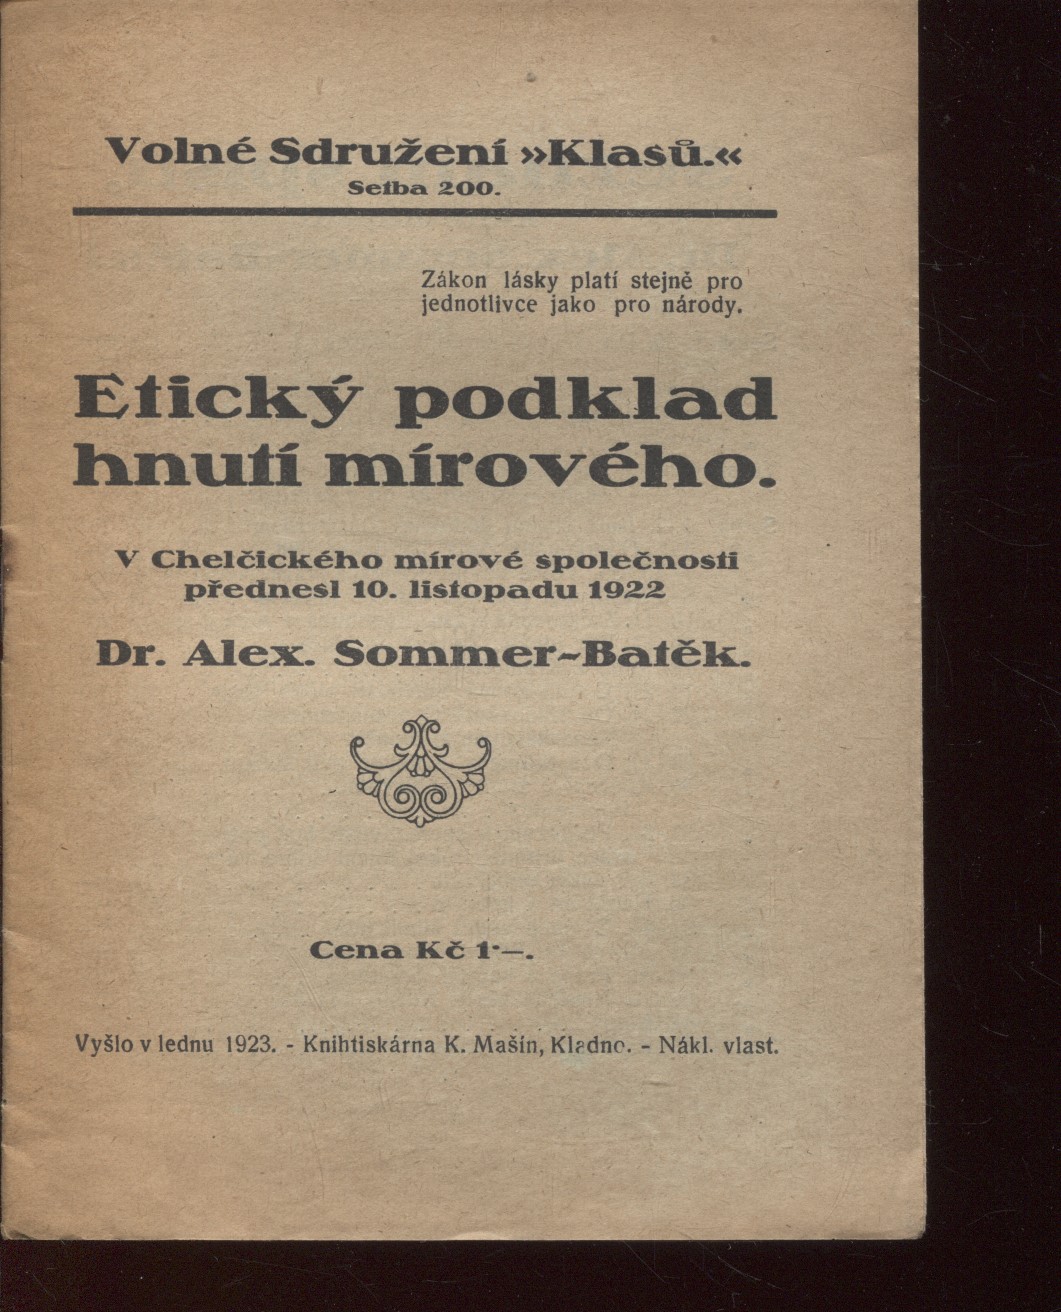 Volné Sdružení »Klasů.«
Setba 200.
Zákon lásky platí stejně pro
jednotlivce jako pro národy.
Etický podklad
hnutí mírového.
V Chelčického mírové společnosti
přednesl 10. listopadu 1922
Dr. Alex. Sommer-Batěk.
Cena Kč 1·—.
Vyšlo v lednu 1923. - Knihtiskárna K. Mašín, Kladno. - Nákl. vlast.